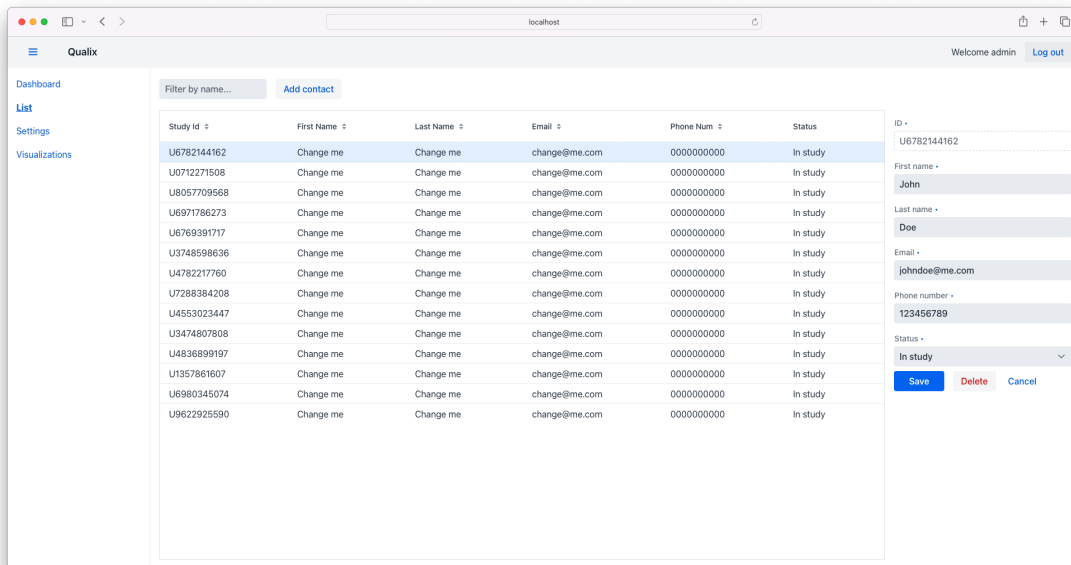 localhost
Qualix
Welcome admin Log out
Dashboard
List
Settings
Visualizations
Filter by name... Add contact
Study Id First Name Last Name Email Phone Num Status
U6782144162 Change me Change me change@me.com 0000000000 In study
U0712271508 Change me Change me change@me.com 0000000000 In study
U8057709568 Change me Change me change@me.com 0000000000 In study
U6971786273 Change me Change me change@me.com 0000000000 In study
U6769391717 Change me Change me change@me.com 0000000000 In study
U3748598636 Change me Change me change@me.com 0000000000 In study
U4782217760 Change me Change me change@me.com 0000000000 In study
U7288384208 Change me Change me change@me.com 0000000000 In study
U4553023447 Change me Change me change@me.com 0000000000 In study
U3474807808 Change me Change me change@me.com 0000000000 In study
U4836899197 Change me Change me change@me.com 0000000000 In study
U1357861607 Change me Change me change@me.com 0000000000 In study
U6980345074 Change me Change me change@me.com 0000000000 In study
U9622925590 Change me Change me change@me.com 0000000000 In study
ID •
U6782144162
First name •
John
Last name •
Doe
Email •
johndoe@me.com
Phone number •
123456789
Status •
In study
Save Delete Cancel